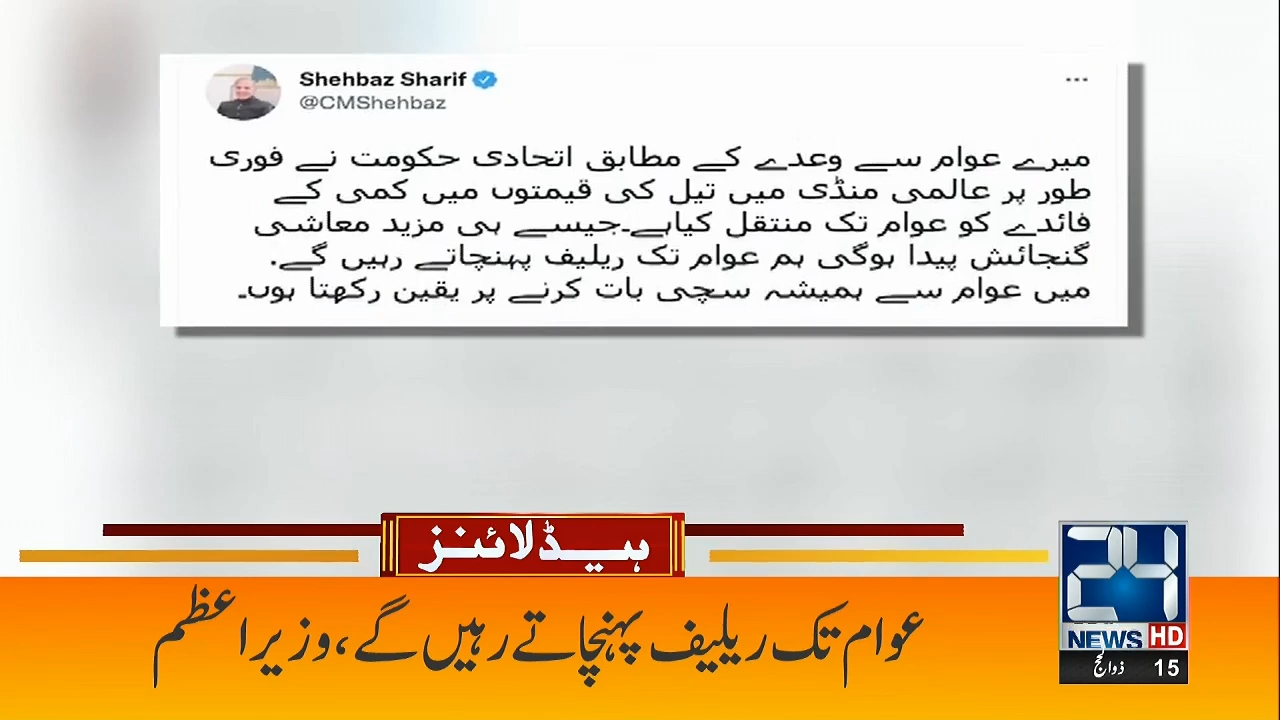 Shehbaz Sharif
@CMShehbaz
میرے عوام سے وعدے کے مطابق اتحادی حکومت نے فوری
طور پر عالمی منڈی میں تیل کی قیمتوں میں کمی کے
فائدے کو عوام تک منتقل کیاہے۔جیسے ہی مزید معاشی
گنجائش پیدا ہوگی ہم عوام تک ریلیف پہنچاتے رہیں گے.
میں عوام سے ہمیشہ سچی بات کرنے پر یقین رکھتا ہوں۔
ہیڈلائنز
عوام تک ریلیف پہنچاتے رہیں گے، وزیراعظم
24
NEWS HD
15 ذوالحج